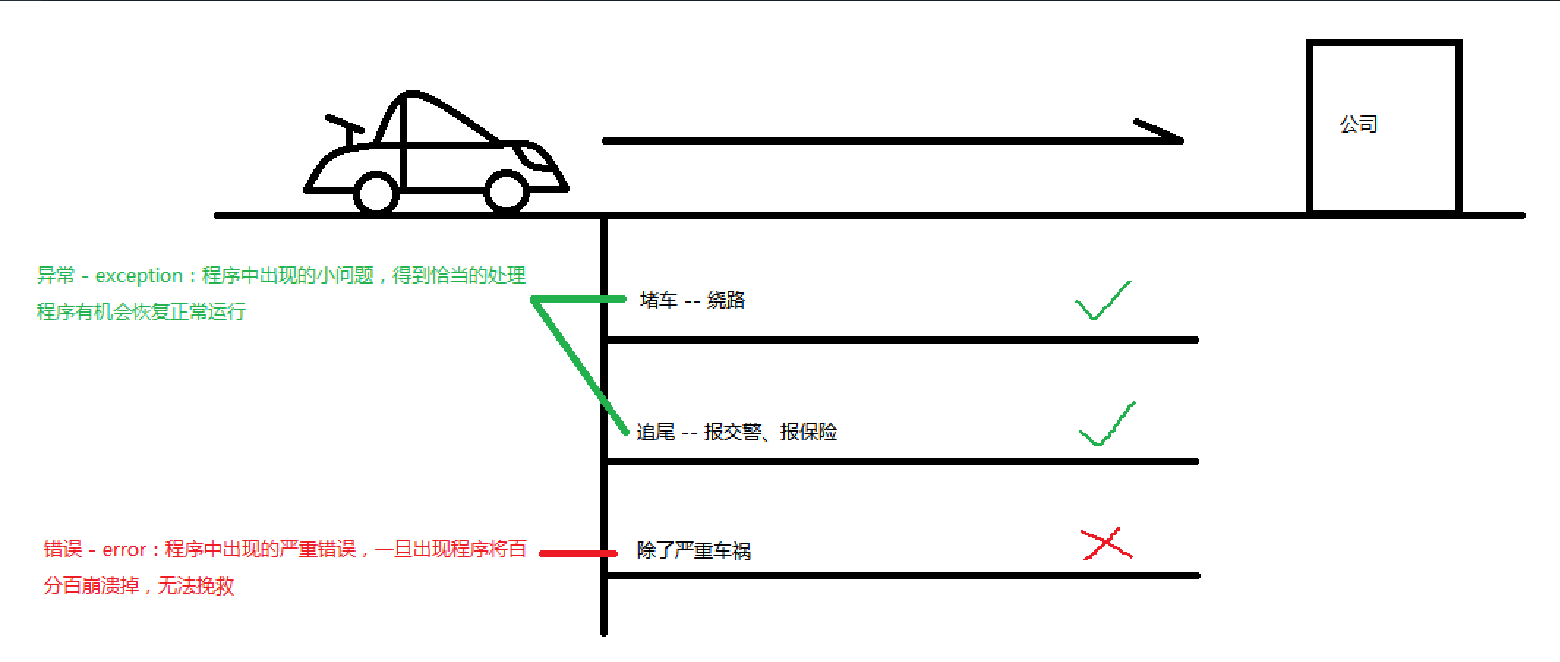 公司
异常 - exception：程序中出现的小问题，得到恰当的处理
程序有机会恢复正常运行
堵车 -- 绕路
追尾 -- 报交警、报保险
错误 - error：程序中出现的严重错误，一旦出现程序将百
分百崩溃掉，无法挽救
除了严重车祸